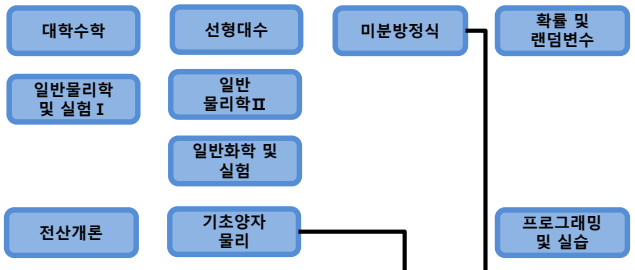 대학수학
선형대수
미분방정식
확률 및
랜덤변수
일반물리학
및 실험 I
일반
물리학Ⅱ
일반화학 및
실험
전산개론
기초양자
물리
프로그래밍
및 실습